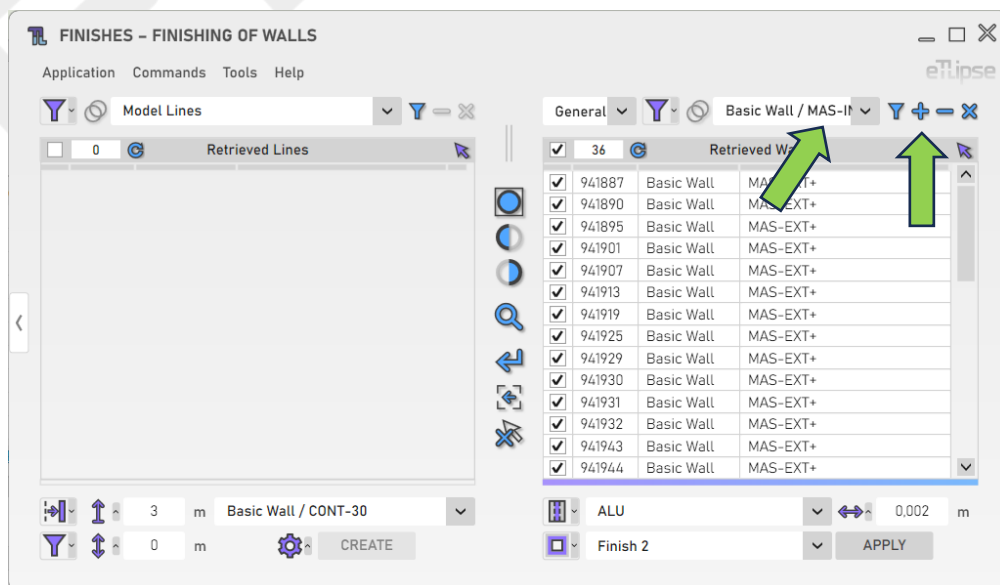 FINISHES – FINISHING OF WALLS
Application Commands Tools Help
eTLipse
Model Lines
General Basic Wall / MAS-IN
0 Retrieved Lines
36 Retrieved
941887 Basic Wall MAS-EXT+
941890 Basic Wall MAS-EXT+
941895 Basic Wall MAS-EXT+
941901 Basic Wall MAS-EXT+
941907 Basic Wall MAS-EXT+
941913 Basic Wall MAS-EXT+
941919 Basic Wall MAS-EXT+
941925 Basic Wall MAS-EXT+
941929 Basic Wall MAS-EXT+
941930 Basic Wall MAS-EXT+
941931 Basic Wall MAS-EXT+
941932 Basic Wall MAS-EXT+
941943 Basic Wall MAS-EXT+
941944 Basic Wall MAS-EXT+
3 m Basic Wall / CONT-30
ALU 0,002 m
0 m CREATE
Finish 2 APPLY